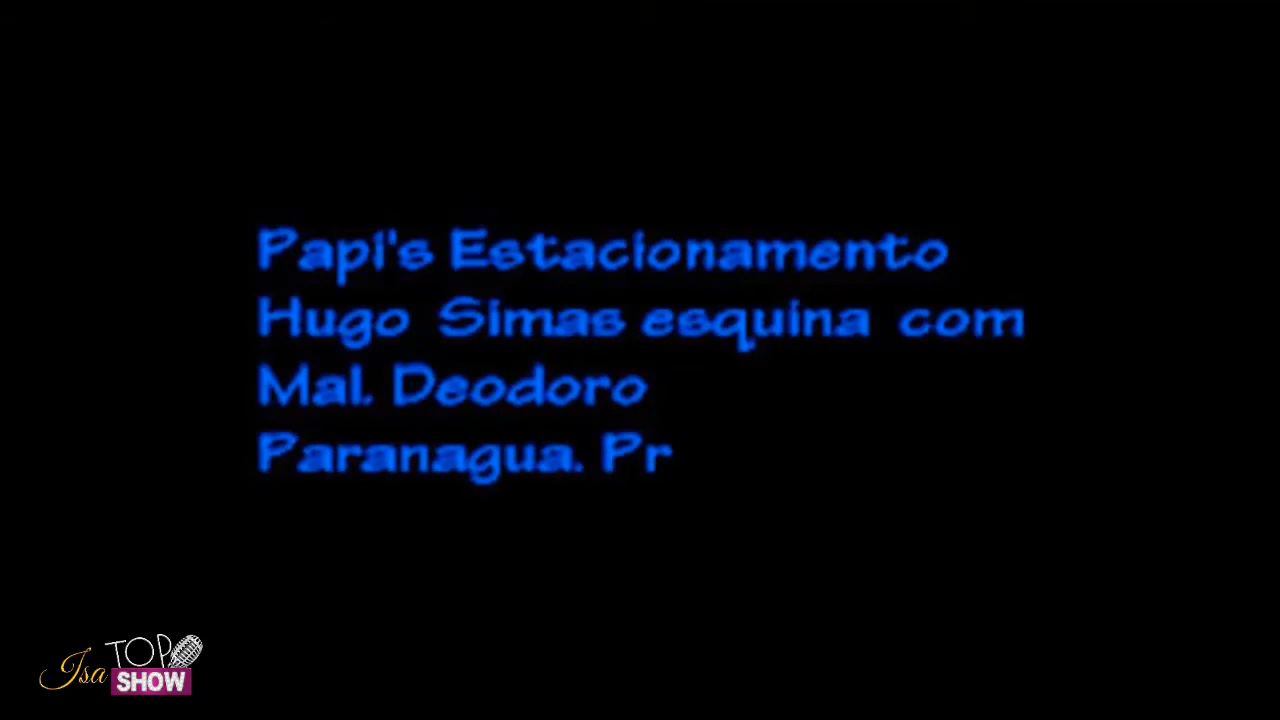 Papi's Estacionamento
Hugo Simas esquina com
Mal. Deodoro
Paranagua. Pr
Isa TOP
SHOW